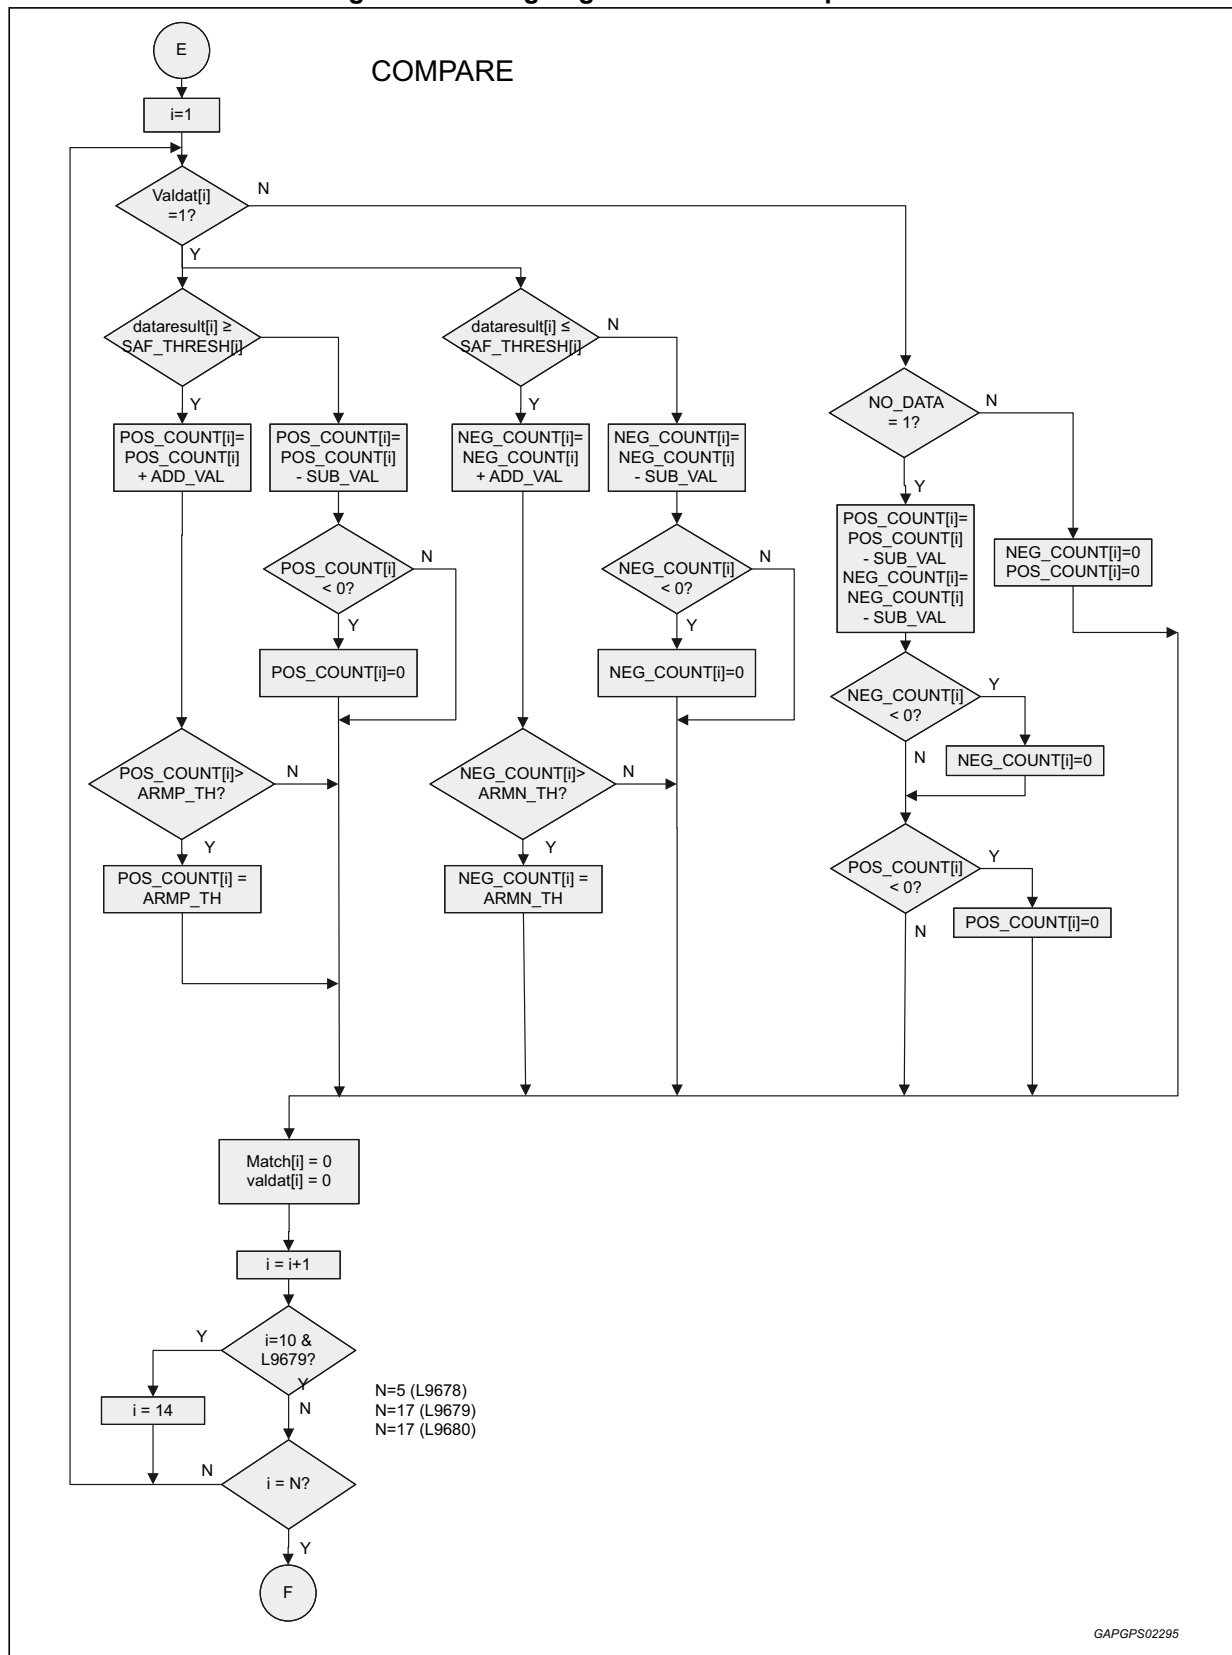 E
COMPARE
i=1
Valdat[i]
=1?
N
Y
dataresult[i] ≥
SAF_THRESH[i]
dataresult[i] ≤
SAF_THRESH[i]
N
Y
Y
NO_DATA
= 1?
N
Y
POS_COUNT[i]=
POS_COUNT[i]
+ ADD_VAL
POS_COUNT[i]=
POS_COUNT[i]
- SUB_VAL
NEG_COUNT[i]=
NEG_COUNT[i]
+ ADD_VAL
NEG_COUNT[i]=
NEG_COUNT[i]
- SUB_VAL
POS_COUNT[i]=
POS_COUNT[i]
- SUB_VAL
NEG_COUNT[i]=
NEG_COUNT[i]
- SUB_VAL
NEG_COUNT[i]=0
POS_COUNT[i]=0
POS_COUNT[i]
< 0?
N
Y
NEG_COUNT[i]
< 0?
N
Y
POS_COUNT[i]=0
NEG_COUNT[i]=0
NEG_COUNT[i]
< 0?
Y
N
NEG_COUNT[i]=0
POS_COUNT[i]>
ARMP_TH?
N
Y
NEG_COUNT[i]>
ARMN_TH?
N
Y
POS_COUNT[i] =
ARMP_TH
NEG_COUNT[i] =
ARMN_TH
POS_COUNT[i]
< 0?
Y
N
POS_COUNT[i]=0
Match[i] = 0
valdat[i] = 0
i = i+1
i=10 &
L9679?
Y
Y
N
i = 14
N=5 (L9678)
N=17 (L9679)
N=17 (L9680)
i = N?
N
Y
F
GAPGPS02295